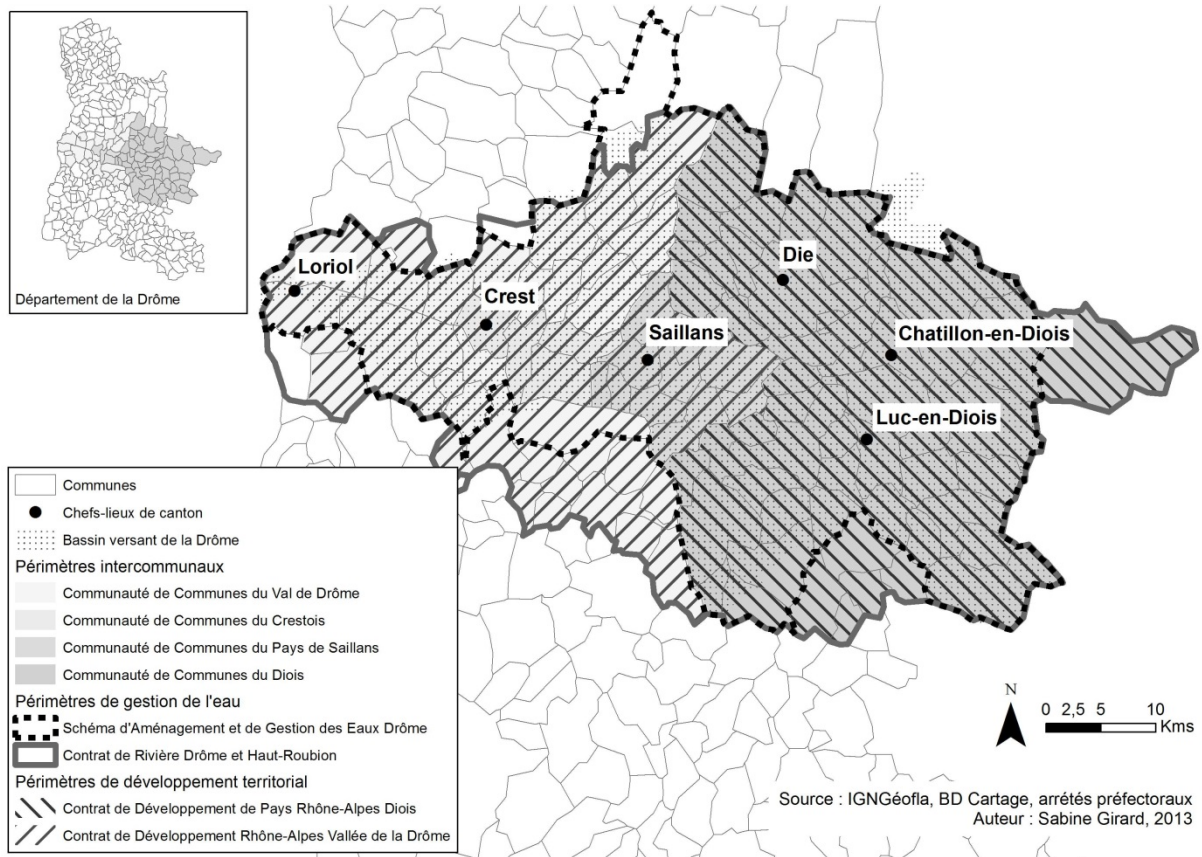 Département de la Drôme
Loriol
Crest
Die
Saillans
Chatillon-en-Diois
Luc-en-Diois
Communes
Chefs-lieux de canton
Bassin versant de la Drôme
Périmètres intercommunaux
Communauté de Communes du Val de Drôme
Communauté de Communes du Crestois
Communauté de Communes du Pays de Saillans
Communauté de Communes du Diois
Périmètres de gestion de l'eau
Schéma d'Aménagement et de Gestion des Eaux Drôme
Contrat de Rivière Drôme et Haut-Roubion
Périmètres de développement territorial
Contrat de Développement de Pays Rhône-Alpes Diois
Contrat de Développement Rhône-Alpes Vallée de la Drôme
N
0 2,5 5 10
Kms
Source : IGNGéofla, BD Cartage, arrétés préfectoraux
Auteur : Sabine Girard, 2013